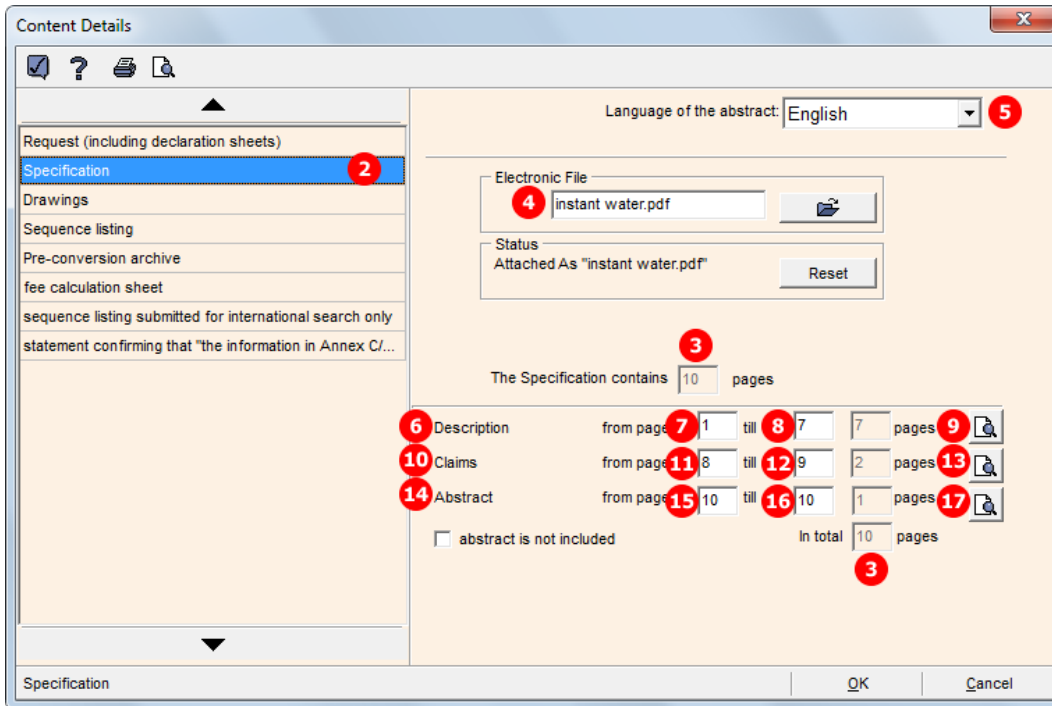 Content Details
X
?
Language of the abstract: English 5
Request (including declaration sheets)
Specification 2
Drawings
Sequence listing
Pre-conversion archive
fee calculation sheet
sequence listing submitted for international search only
statement confirming that "the information in Annex C/...
Electronic File
4 instant water.pdf
Status
Attached As "instant water.pdf"
Reset
3
The Specification contains 10 pages
6 Description from page 7 1 till 8 7 7 pages 9
10 Claims from page 11 8 till 12 9 2 pages 13
14 Abstract from page 15 10 till 16 10 1 pages 17
abstract is not included In total 10 pages
3
Specification OK Cancel